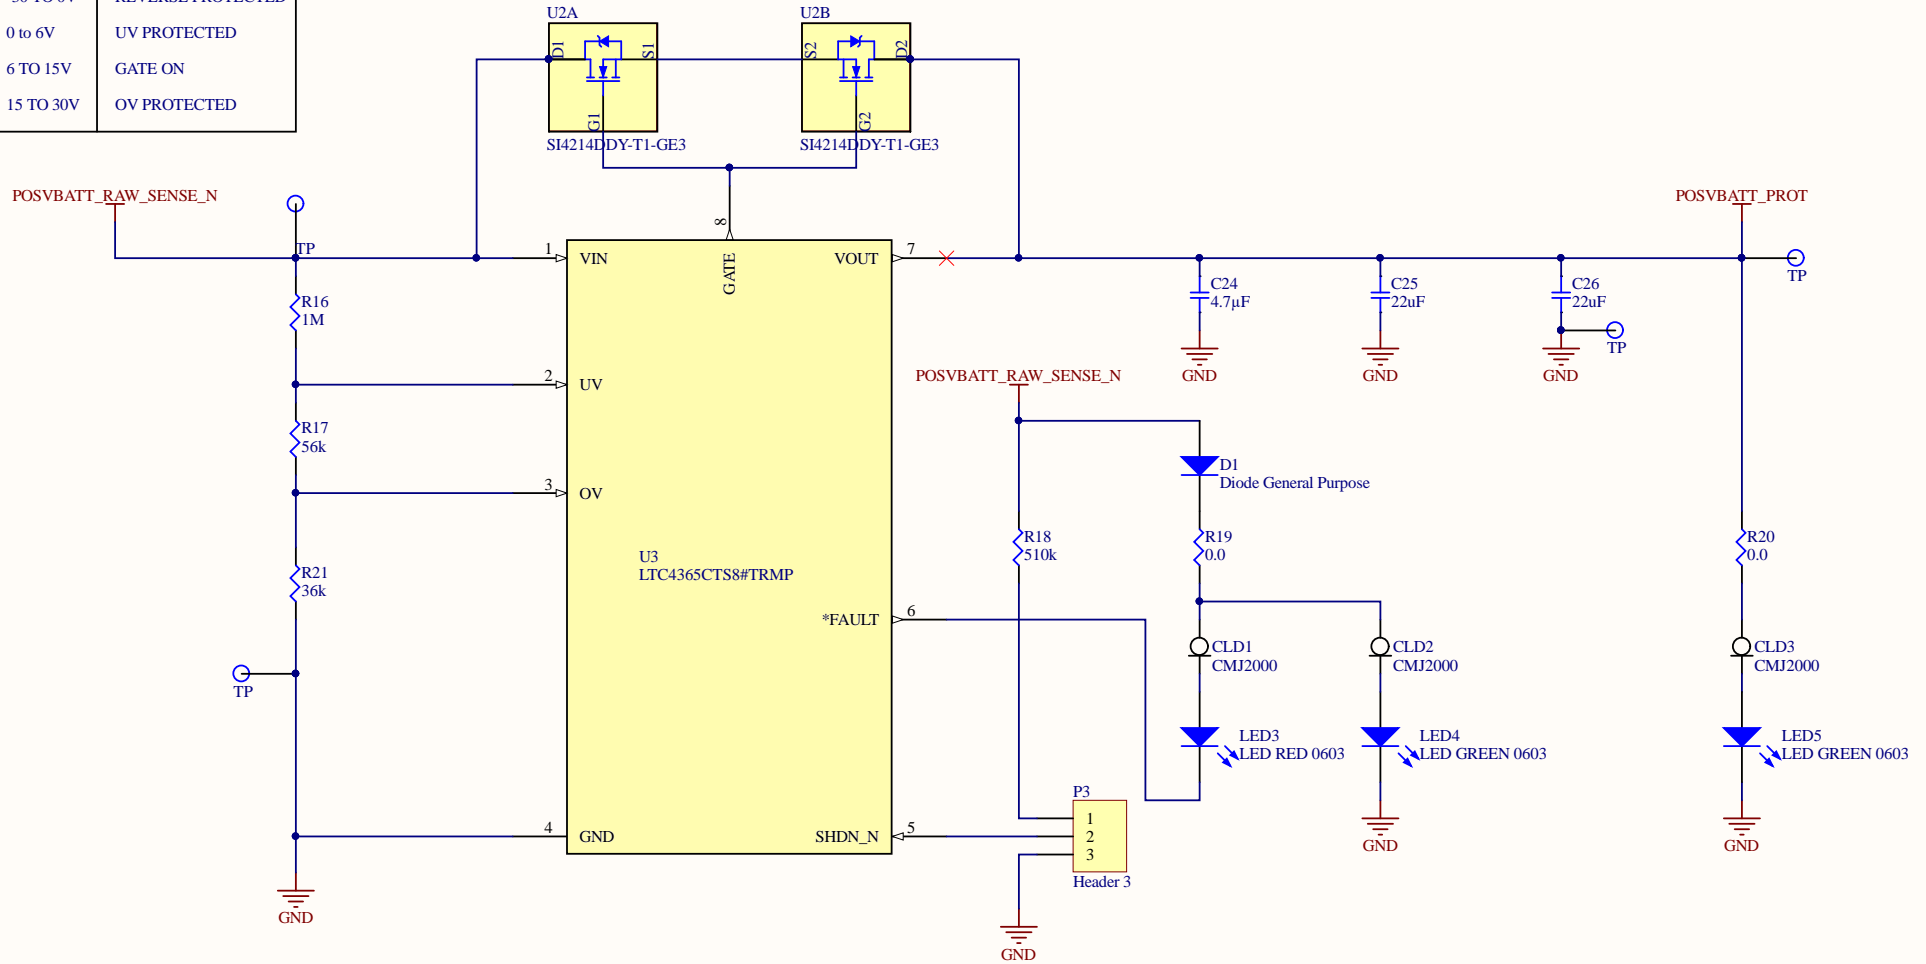 REVERSE PROTECTED
0 to 6V UV PROTECTED
6 TO 15V GATE ON
15 TO 30V OV PROTECTED
U2A
U2B
D1
S1
S2
D2
G1
G2
SI4214DDY-T1-GE3
SI4214DDY-T1-GE3
POSVBATT_RAW_SENSE_N
POSVBATT_PROT
TP
8
GATE
1
VIN
VOUT
7
TP
R16
1M
C24
4.7µF
C25
22uF
C26
22uF
TP
GND
GND
GND
2
UV
POSVBATT_RAW_SENSE_N
R17
56k
3
OV
D1
Diode General Purpose
R18
510k
R19
0.0
R20
0.0
U3
LTC4365CTS8#TRMP
R21
36k
*FAULT
6
CLD1
CMJ2000
CLD2
CMJ2000
CLD3
CMJ2000
TP
LED3
LED RED 0603
LED4
LED GREEN 0603
LED5
LED GREEN 0603
P3
1
2
3
Header 3
4
GND
SHDN_N
5
GND
GND
GND
GND